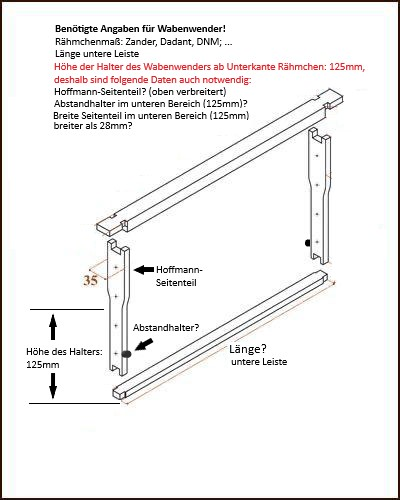 Benötigte Angaben für Wabenwender!
Rähmchenmaß: Zander, Dadant, DNM; ...
Länge untere Leiste
Höhe der Halter des Wabenwenders ab Unterkante Rähmchen: 125mm,
deshalb sind folgende Daten auch notwendig:
Hoffmann-Seitenteil? (oben verbreitert)
Abstandhalter im unteren Bereich (125mm)?
Breite Seitenteil im unteren Bereich (125mm)
breiter als 28mm?
35
Hoffmann-
Seitenteil
Abstandhalter?
Höhe des Halters:
125mm
Länge?
untere Leiste